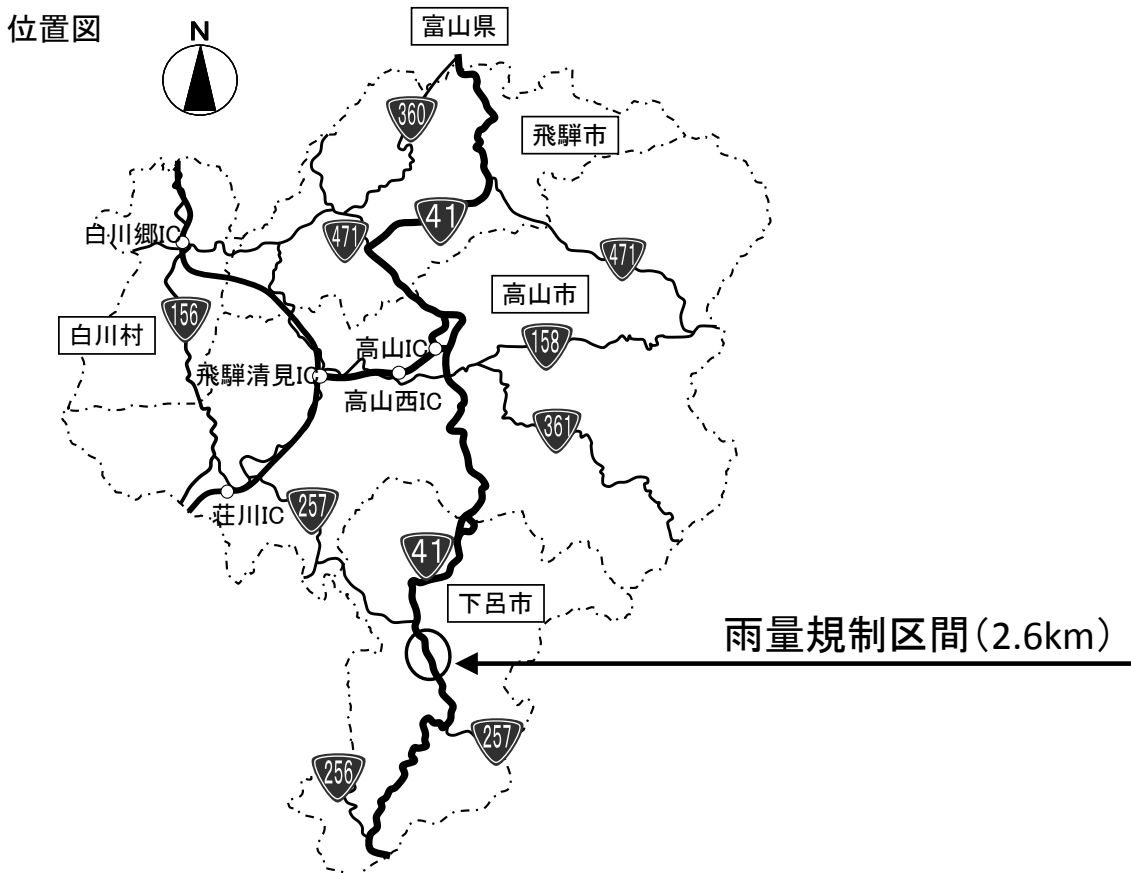 位置図
N
富山県
360
飛騨市
41
471
白川郷IC
471
高山市
156
白川村
158
高山IC
飛騨清見IC
高山西IC
361
257
荘川IC
41
下呂市
雨量規制区間(2.6km)
257
256